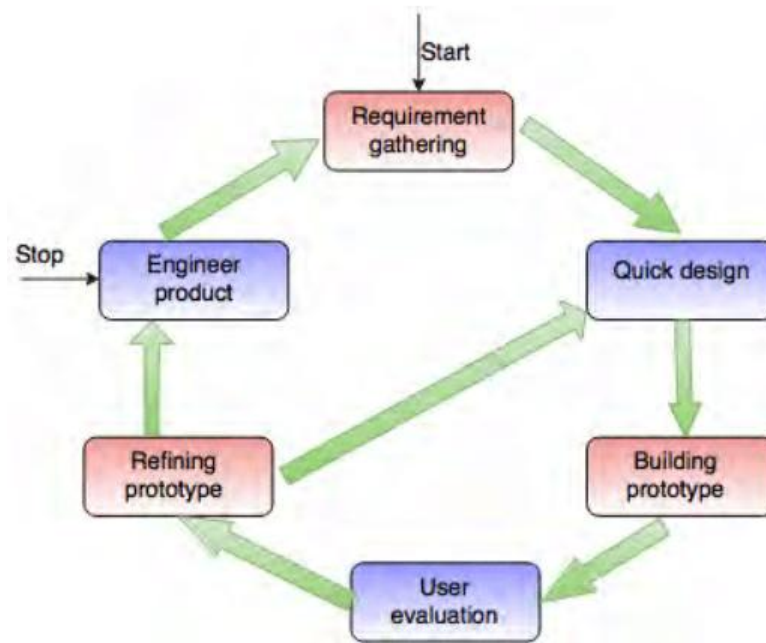 Start
Requirement
gathering
Stop
Engineer
product
Quick design
Refining
prototype
Building
prototype
User
evaluation